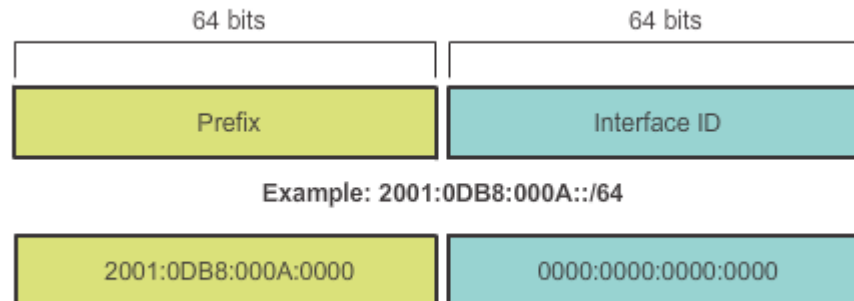 64 bits 64 bits
Prefix Interface ID
Example: 2001:0DB8:000A::/64
2001:0DB8:000A:0000 0000:0000:0000:0000